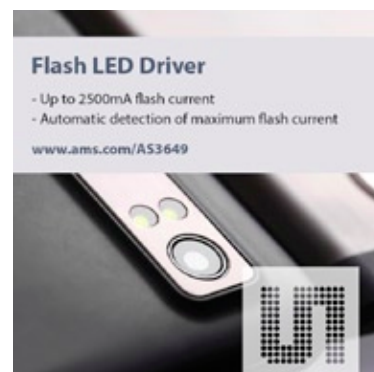 Flash LED Driver
- Up to 2500mA flash current
- Automatic detection of maximum flash current
www.ams.com/AS3649